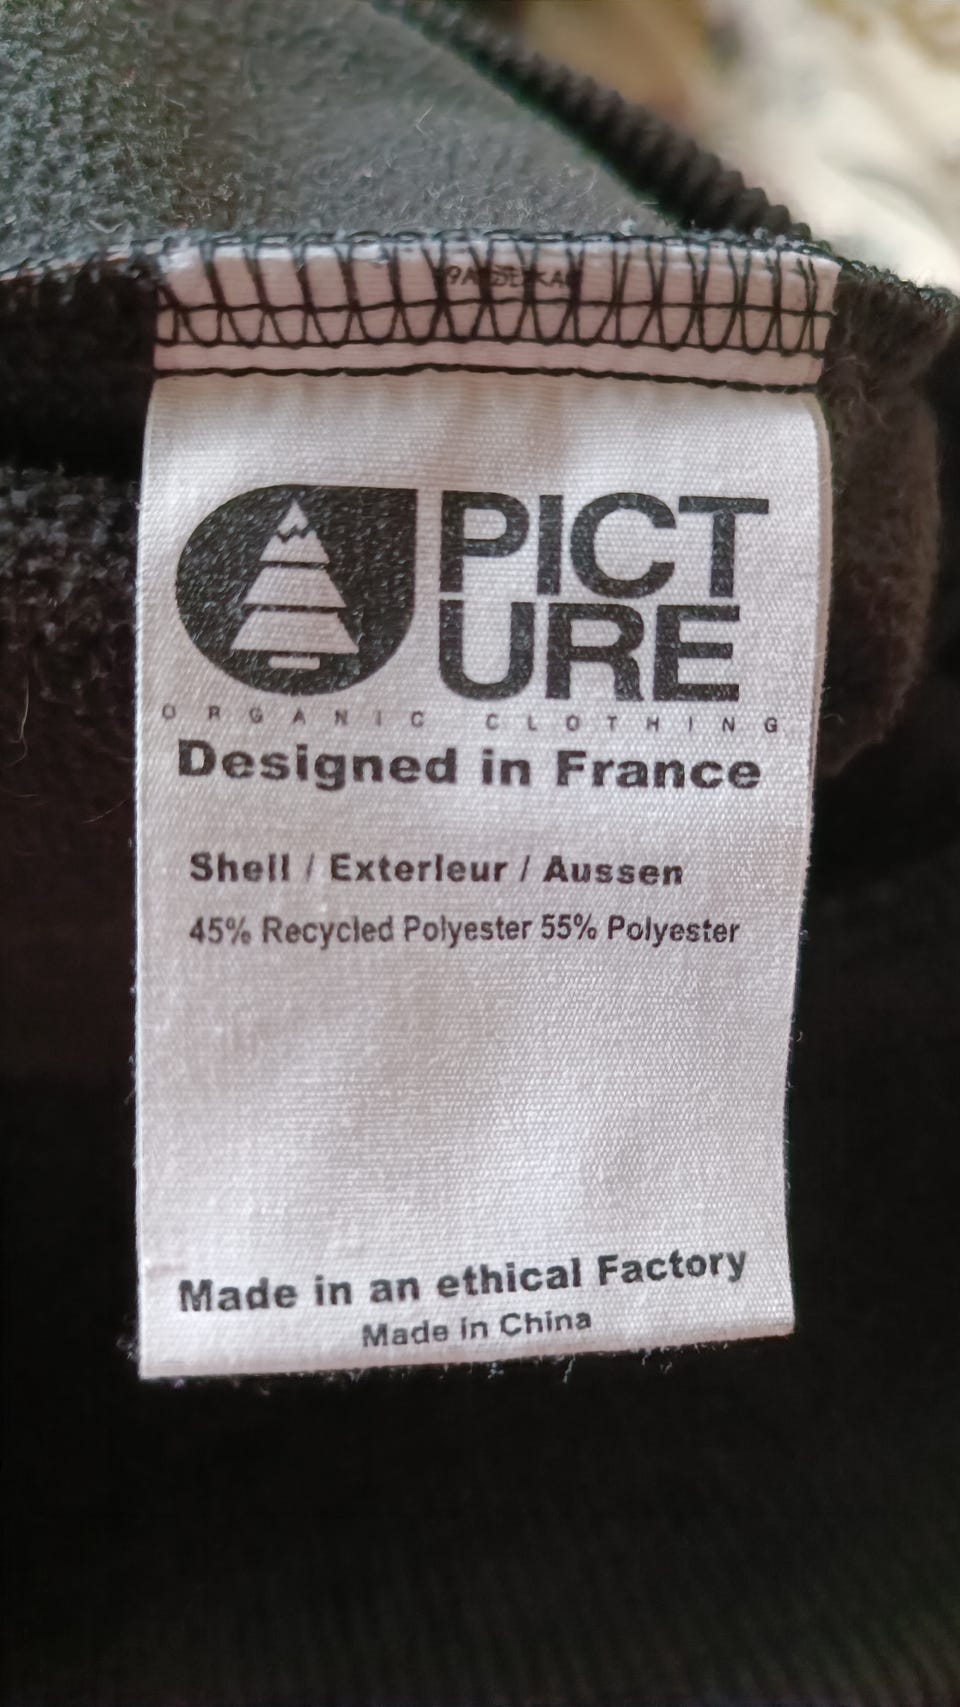 PICT
URE
ORGANIC CLOTHING
Designed in France
Shell / Exterieur / Aussen
45% Recycled Polyester 55% Polyester
Made in an ethical Factory
Made in China